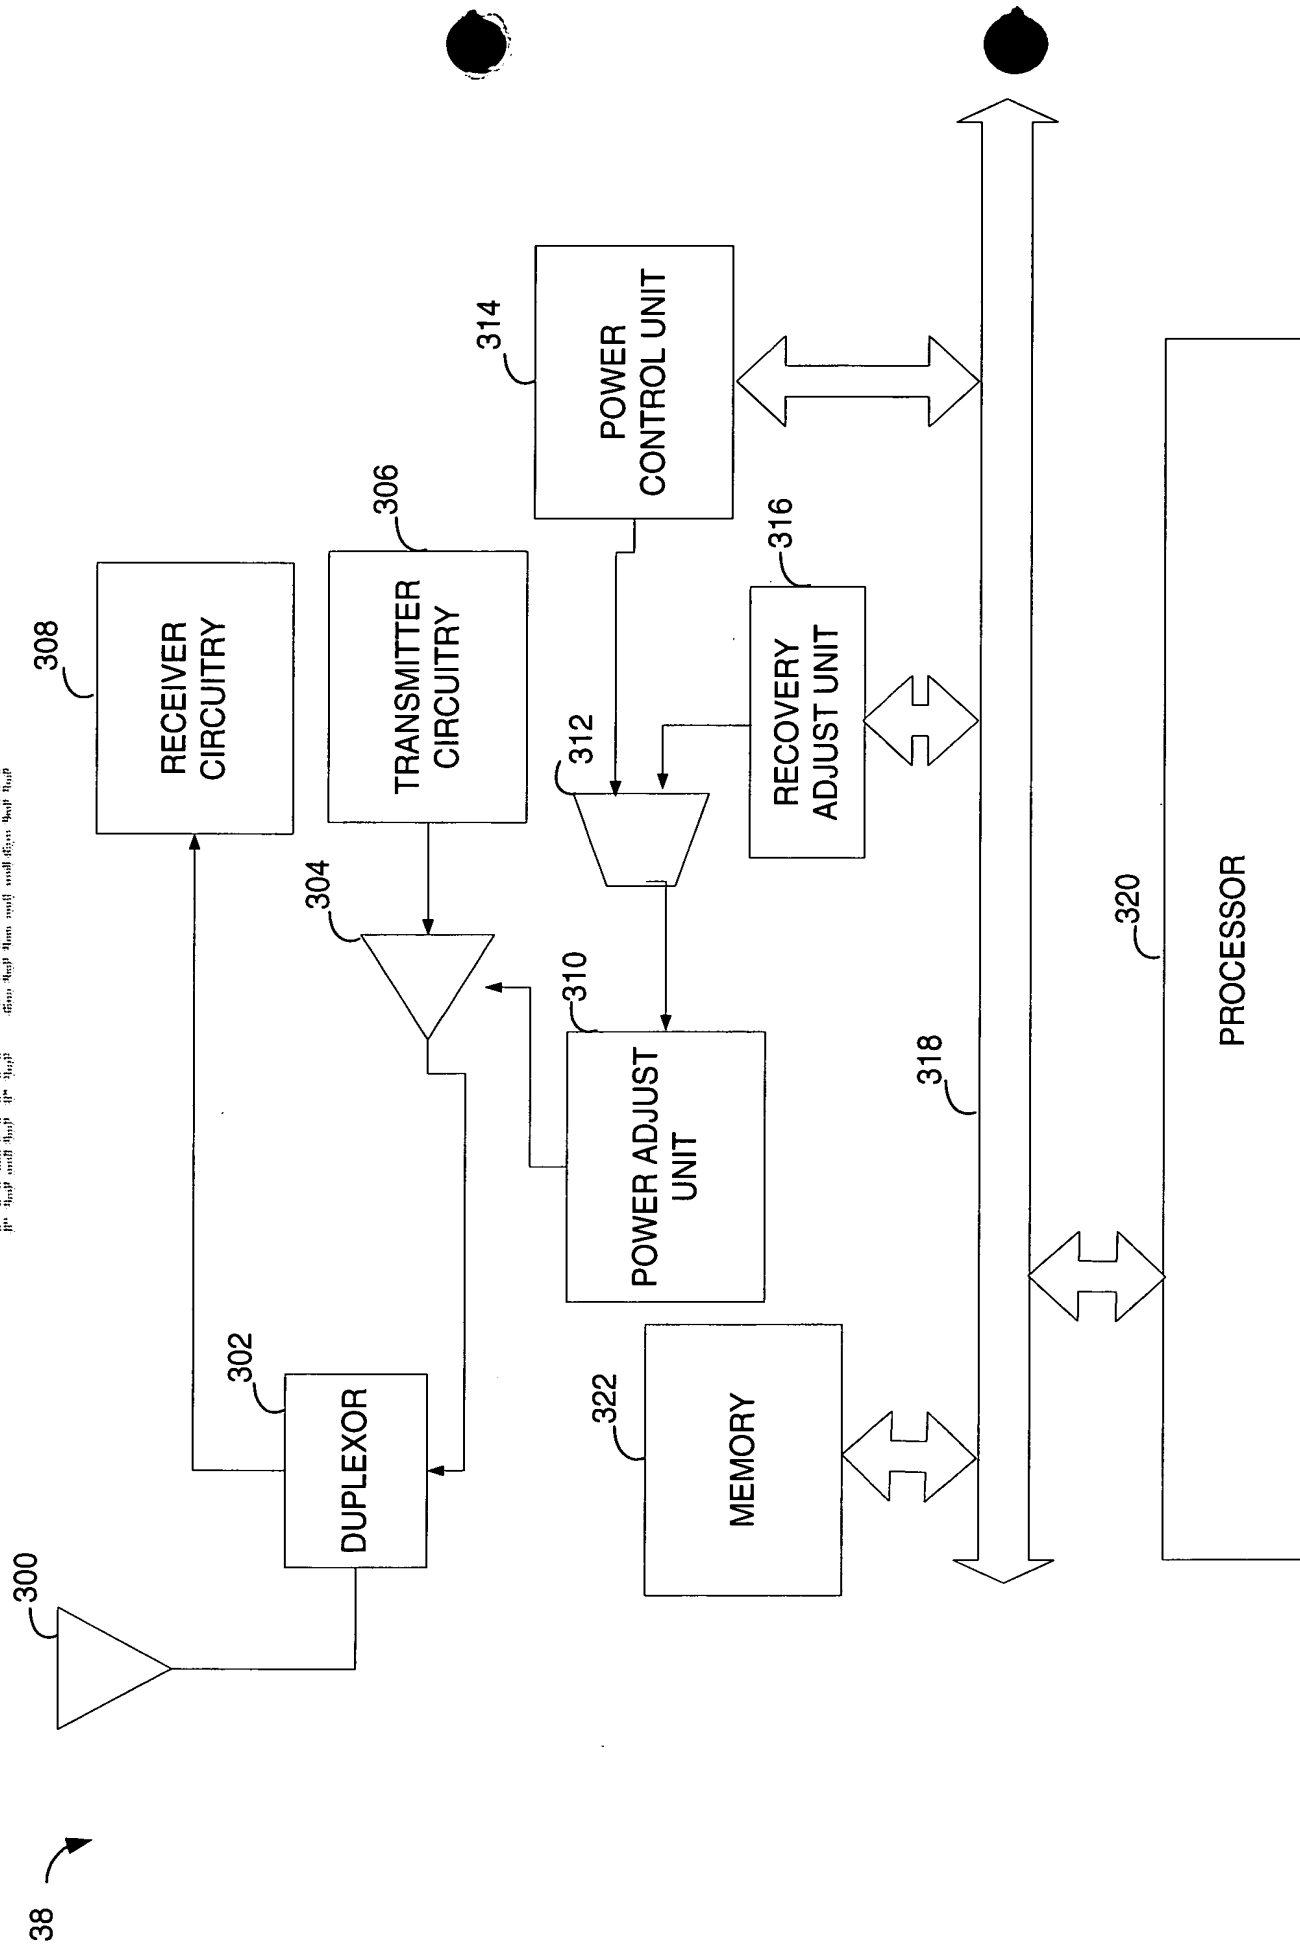 38
300
302
DUPLEXOR
308
RECEIVER
CIRCUITRY
304
306
TRANSMITTER
CIRCUITRY
310
POWER ADJUST
UNIT
312
314
POWER
CONTROL UNIT
322
MEMORY
316
RECOVERY
ADJUST UNIT
318
320
PROCESSOR